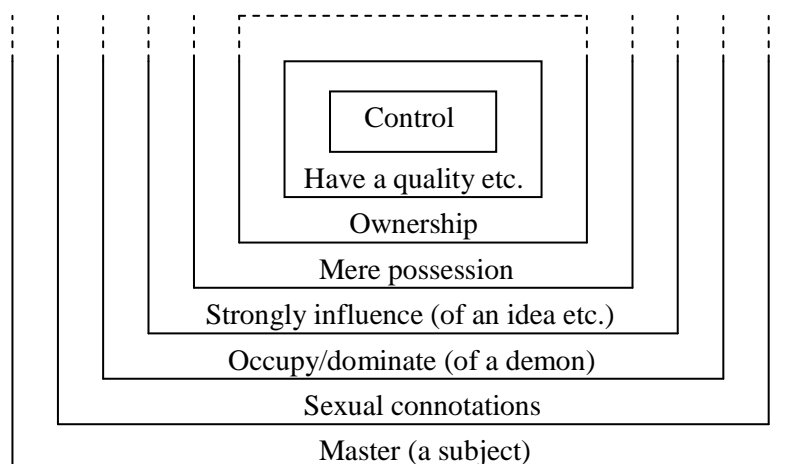 Control
Have a quality etc.
Ownership
Mere possession
Strongly influence (of an idea etc.)
Occupy/dominate (of a demon)
Sexual connotations
Master (a subject)